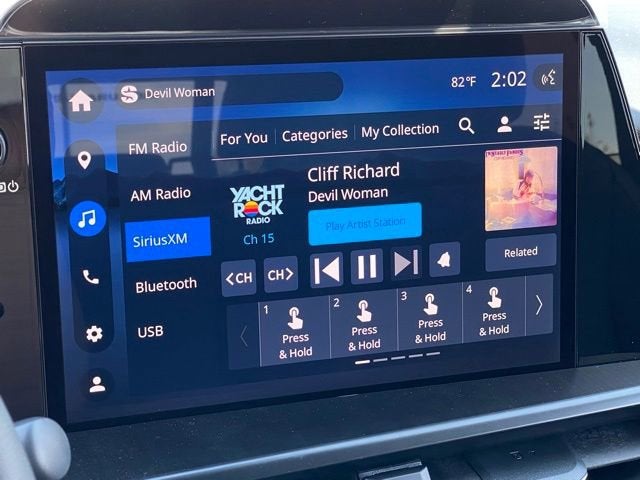 Devil Woman
82°F 2:02
FM Radio
AM Radio
SiriusXM
Bluetooth
USB
For You
Categories
My Collection
YACHT
ROCK
RADIO
Ch 15
Cliff Richard
Devil Woman
Play Artist Station
Related
<CH
CH>
1
Press
& Hold
2
Press
& Hold
3
Press
& Hold
4
Press
& Hold